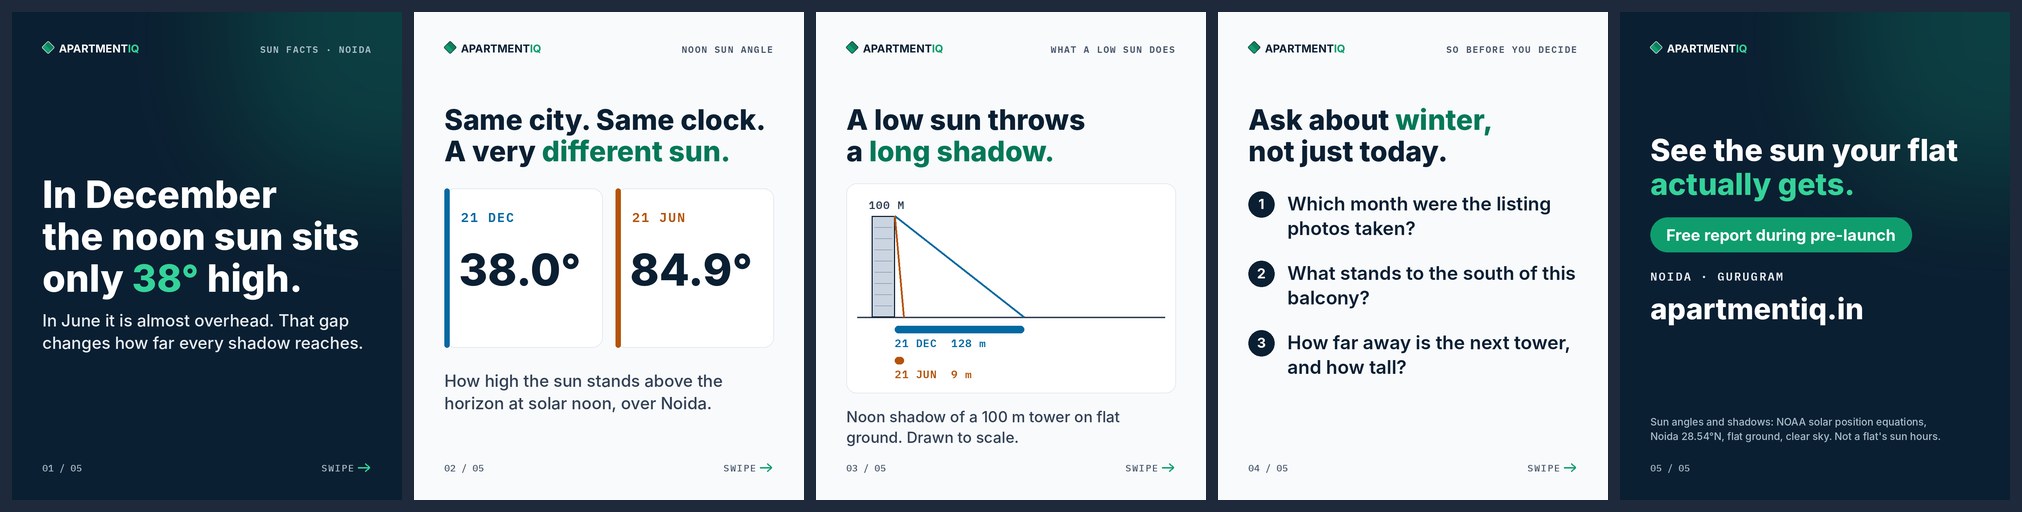 APARTMENTIQ
SUN FACTS · NOIDA
In December
the noon sun sits
only 38° high.
In June it is almost overhead. That gap
changes how far every shadow reaches.
01 / 05
SWIPE →
APARTMENTIQ
NOON SUN ANGLE
Same city. Same clock.
A very different sun.
21 DEC
38.0°
21 JUN
84.9°
How high the sun stands above the
horizon at solar noon, over Noida.
02 / 05
SWIPE →
APARTMENTIQ
WHAT A LOW SUN DOES
A low sun throws
a long shadow.
100 M
21 DEC 128 m
21 JUN 9 m
Noon shadow of a 100 m tower on flat
ground. Drawn to scale.
03 / 05
SWIPE →
APARTMENTIQ
SO BEFORE YOU DECIDE
Ask about winter,
not just today.
1 Which month were the listing
photos taken?
2 What stands to the south of this
balcony?
3 How far away is the next tower,
and how tall?
04 / 05
SWIPE →
APARTMENTIQ
See the sun your flat
actually gets.
Free report during pre-launch
NOIDA · GURUGRAM
apartmentiq.in
Sun angles and shadows: NOAA solar position equations,
Noida 28.54°N, flat ground, clear sky. Not a flat's sun hours.
05 / 05